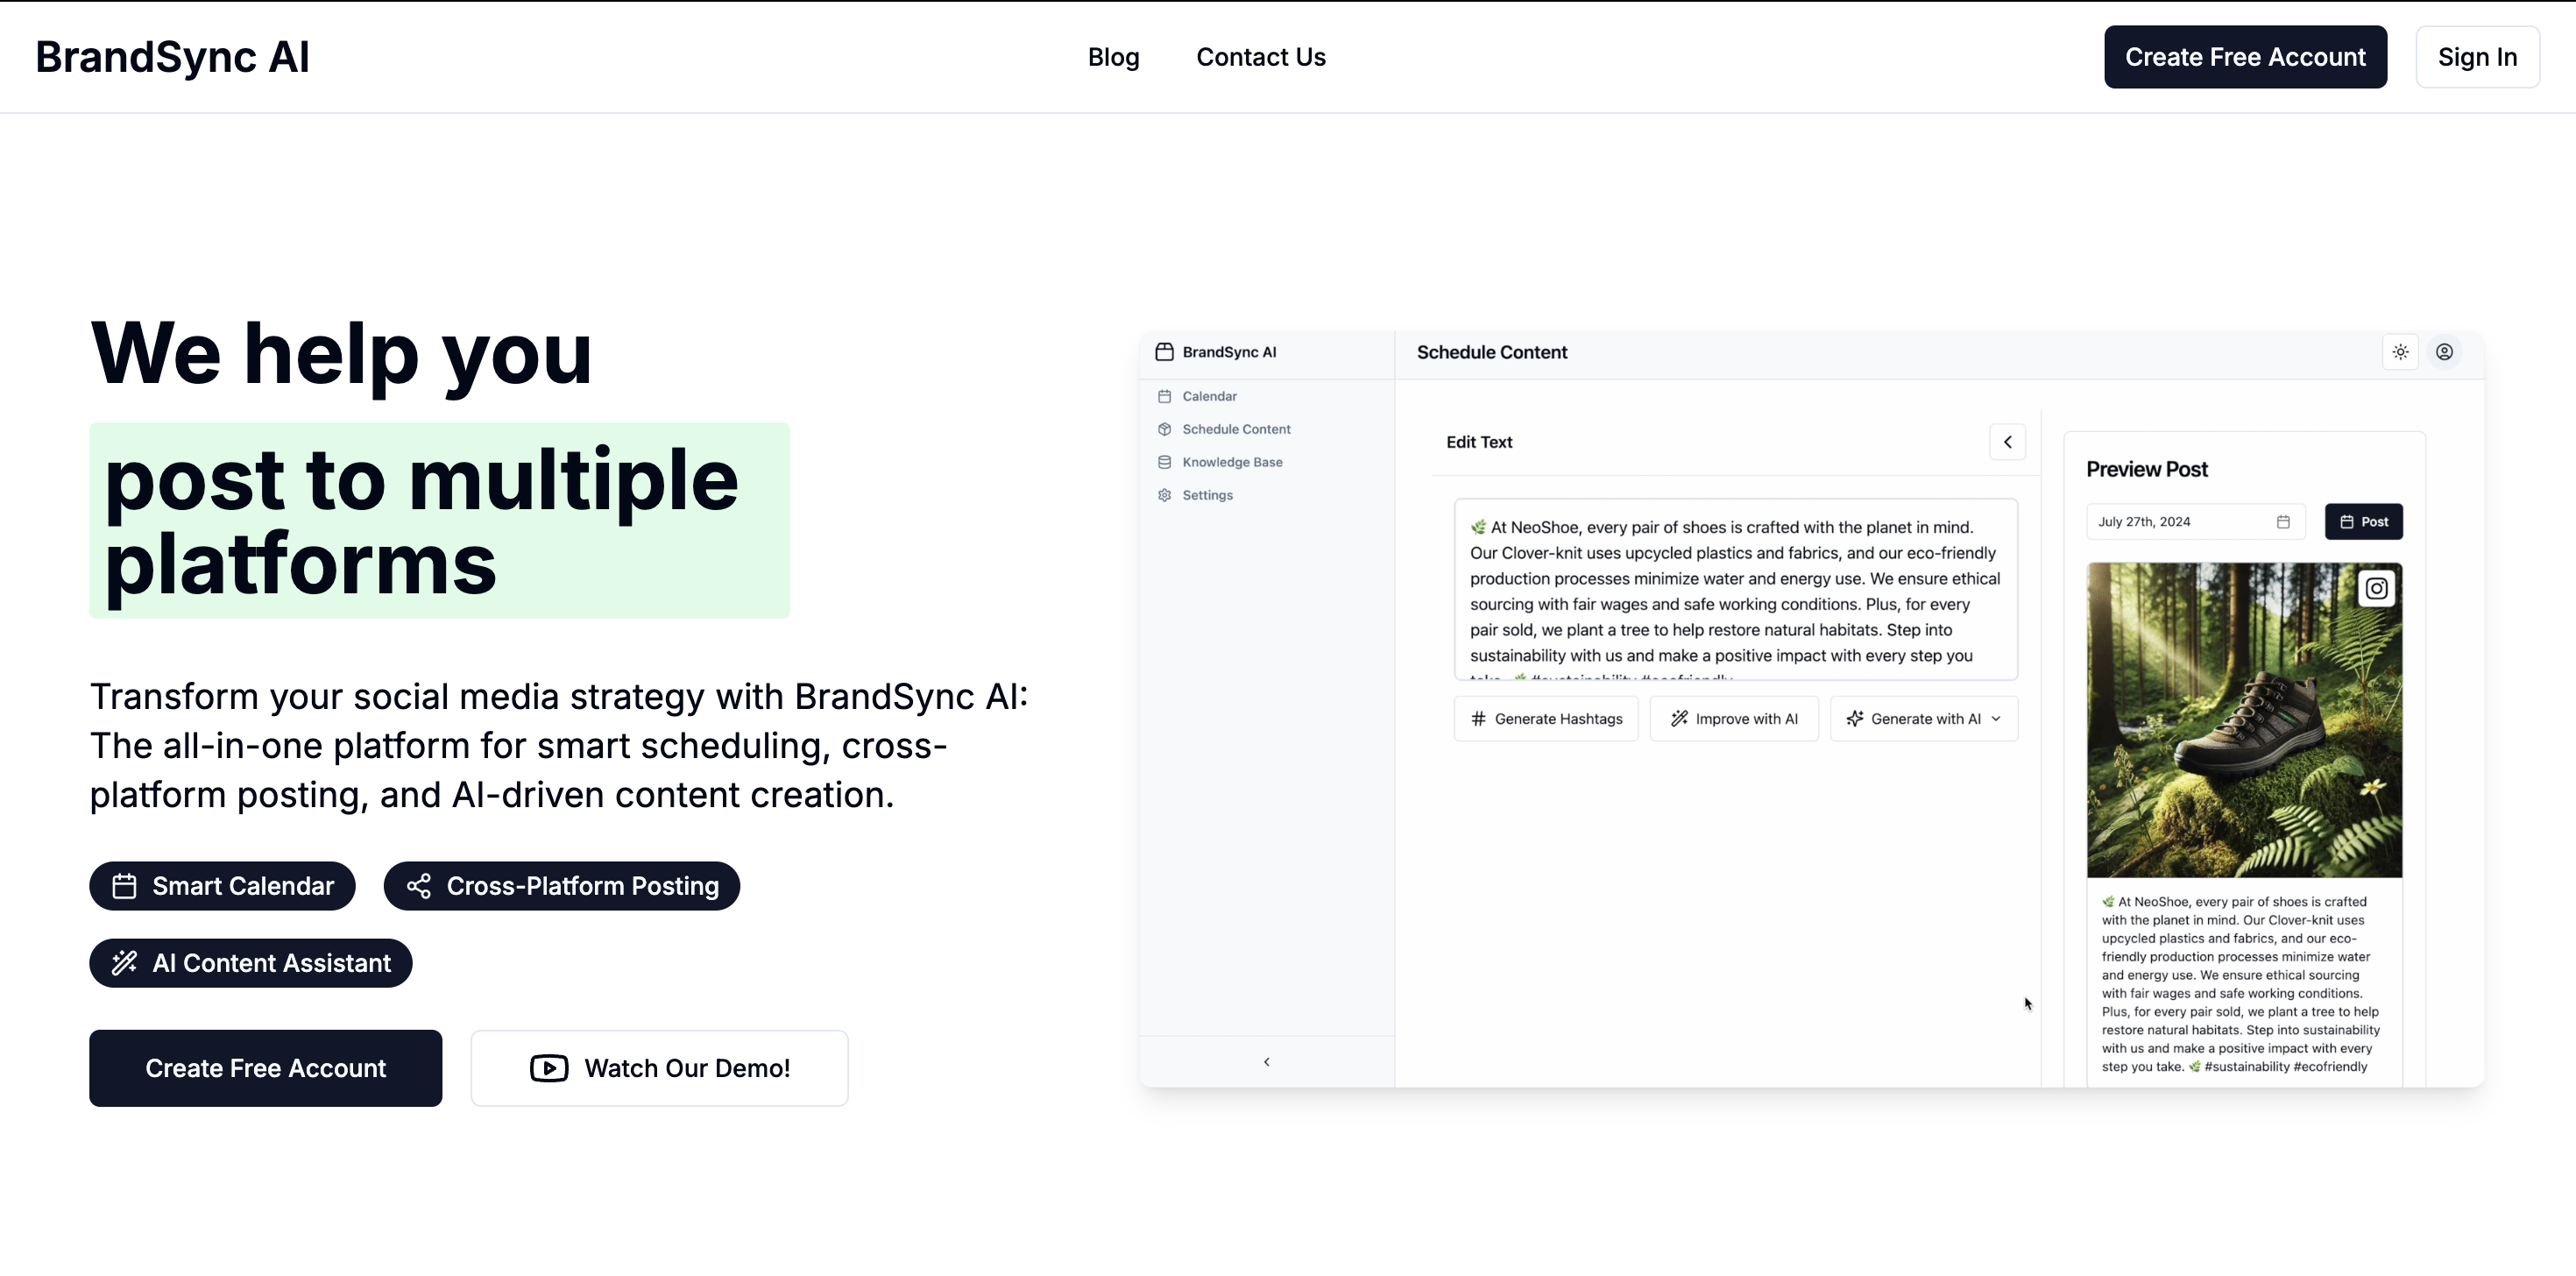 BrandSync AI
Blog
Contact Us
Create Free Account
Sign In
We help you
post to multiple
platforms
Transform your social media strategy with BrandSync AI:
The all-in-one platform for smart scheduling, cross-
platform posting, and AI-driven content creation.
Smart Calendar
Cross-Platform Posting
AI Content Assistant
Create Free Account
Watch Our Demo!
BrandSync AI
Calendar
Schedule Content
Knowledge Base
Settings
Schedule Content
Edit Text
🌿 At NeoShoe, every pair of shoes is crafted with the planet in mind.
Our Clover-knit uses upcycled plastics and fabrics, and our eco-friendly
production processes minimize water and energy use. We ensure ethical
sourcing with fair wages and safe working conditions. Plus, for every
pair sold, we plant a tree to help restore natural habitats. Step into
sustainability with us and make a positive impact with every step you
take. 🌿 #sustainability #ecofriendly
# Generate Hashtags
Improve with AI
Generate with AI
Preview Post
July 27th, 2024
Post
🌿 At NeoShoe, every pair of shoes is crafted
with the planet in mind. Our Clover-knit uses
upcycled plastics and fabrics, and our eco-
friendly production processes minimize water
and energy use. We ensure ethical sourcing
with fair wages and safe working conditions.
Plus, for every pair sold, we plant a tree to help
restore natural habitats. Step into sustainability
with us and make a positive impact with every
step you take. 🌿 #sustainability #ecofriendly